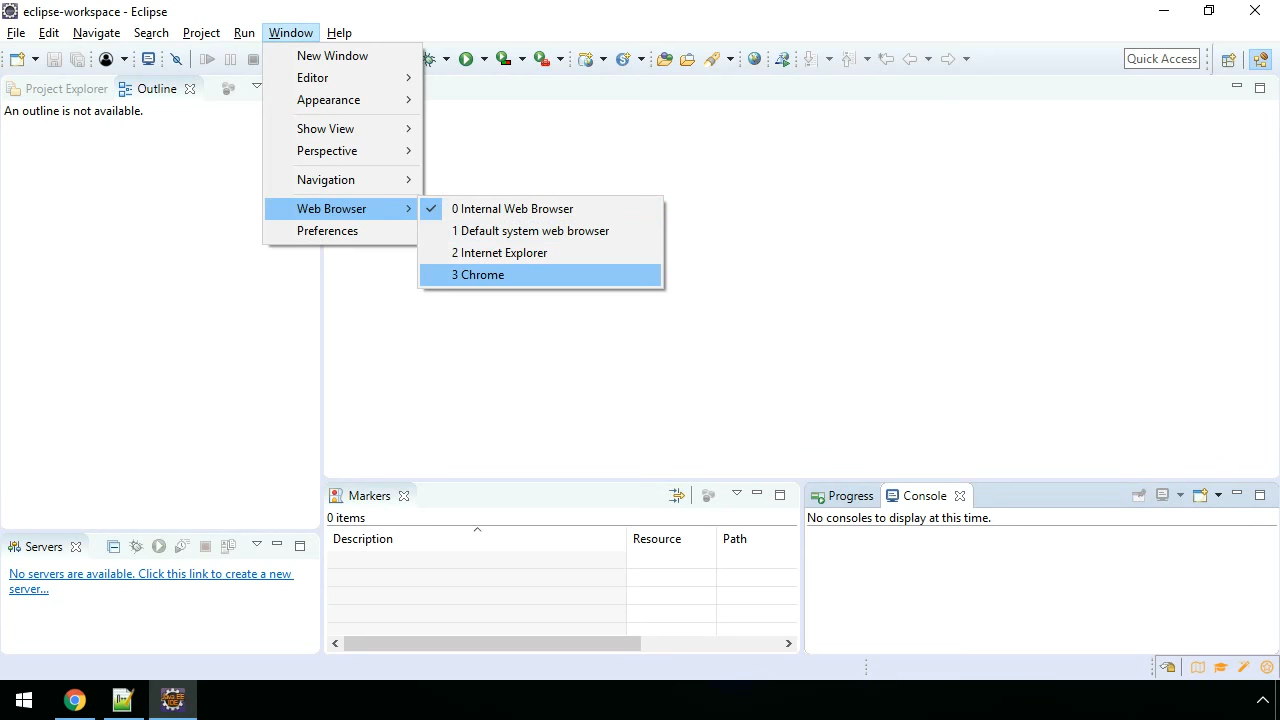 eclipse-workspace - Eclipse
File Edit Navigate Search Project Run Window Help
Quick Access
New Window
Editor
Appearance
Show View
Perspective
Navigation
Web Browser
Preferences
0 Internal Web Browser
1 Default system web browser
2 Internet Explorer
3 Chrome
Project Explorer Outline
An outline is not available.
Servers
No servers are available. Click this link to create a new
server...
Markers
0 items
Description Resource Path
Progress Console
No consoles to display at this time.